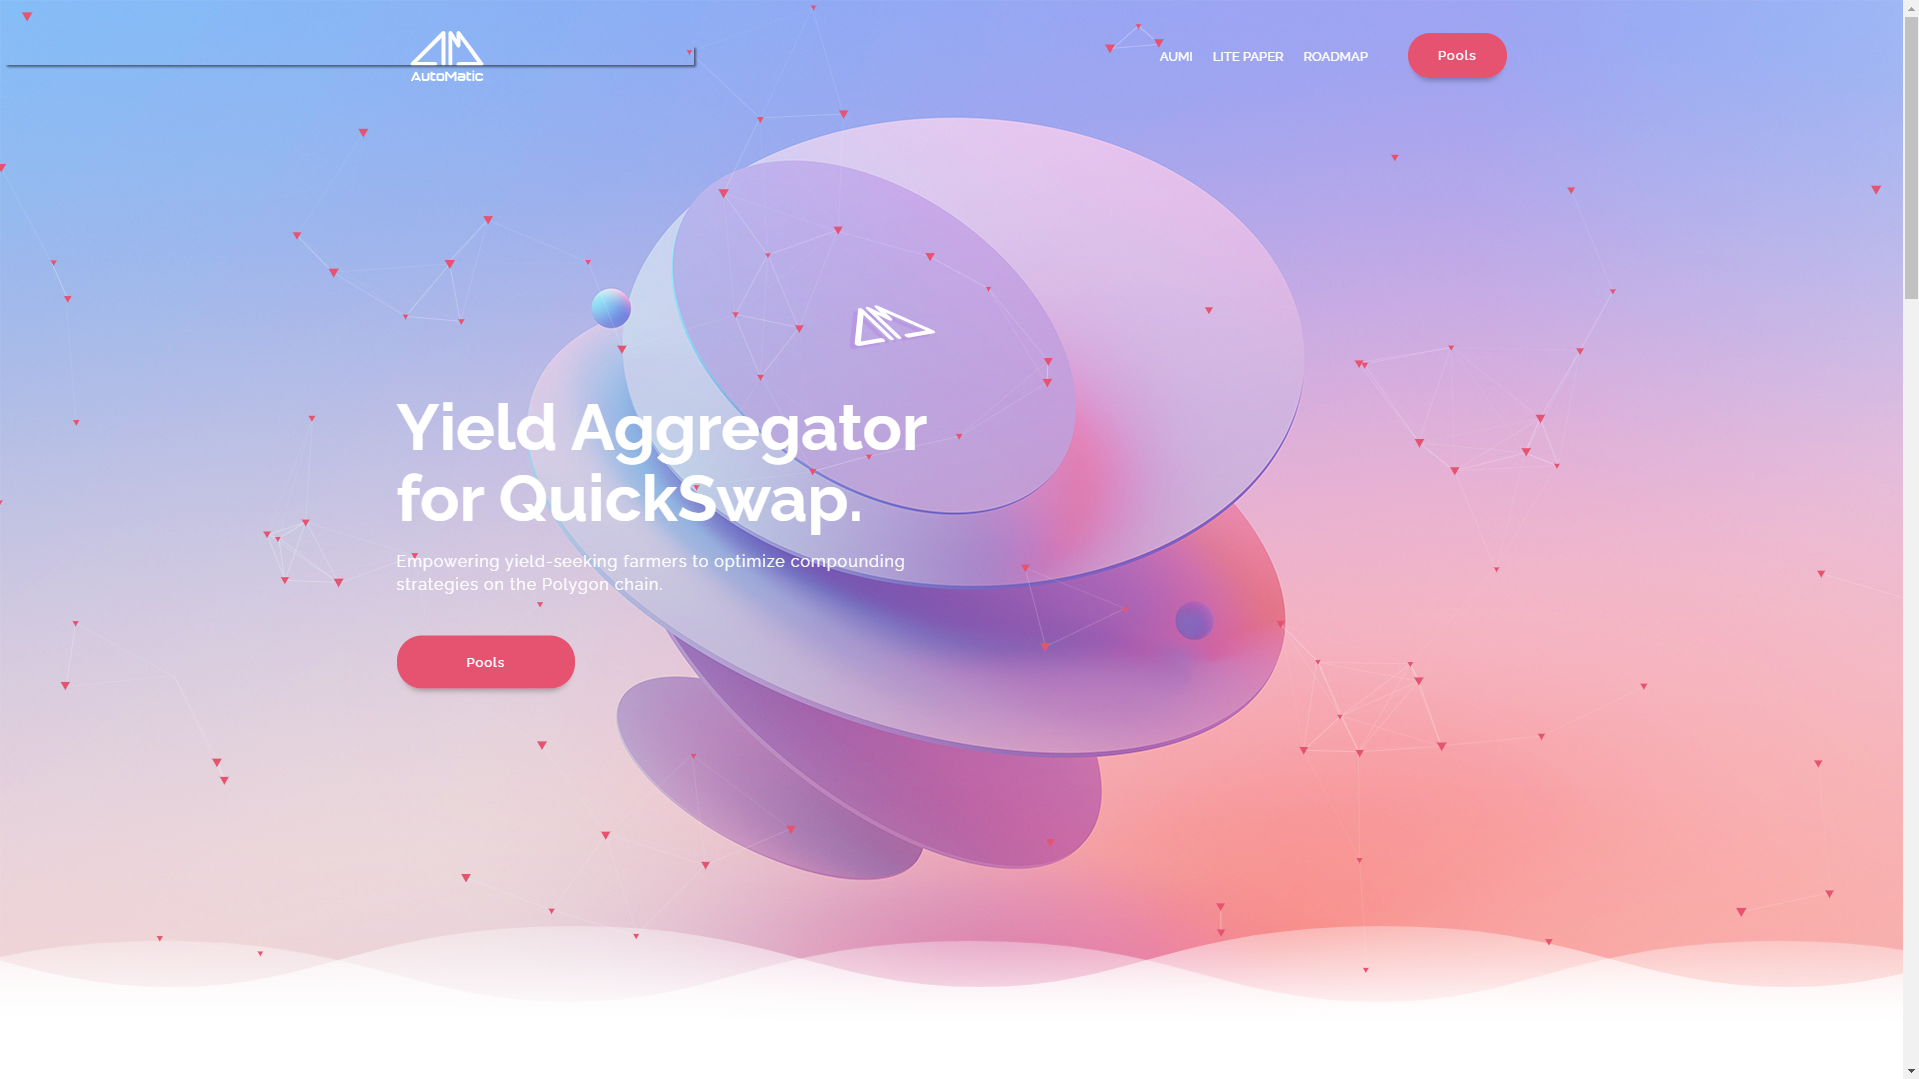 AutoMatic
AUMI
LITE PAPER
ROADMAP
Pools
Yield Aggregator
for QuickSwap.
Empowering yield-seeking farmers to optimize compounding
strategies on the Polygon chain.
Pools